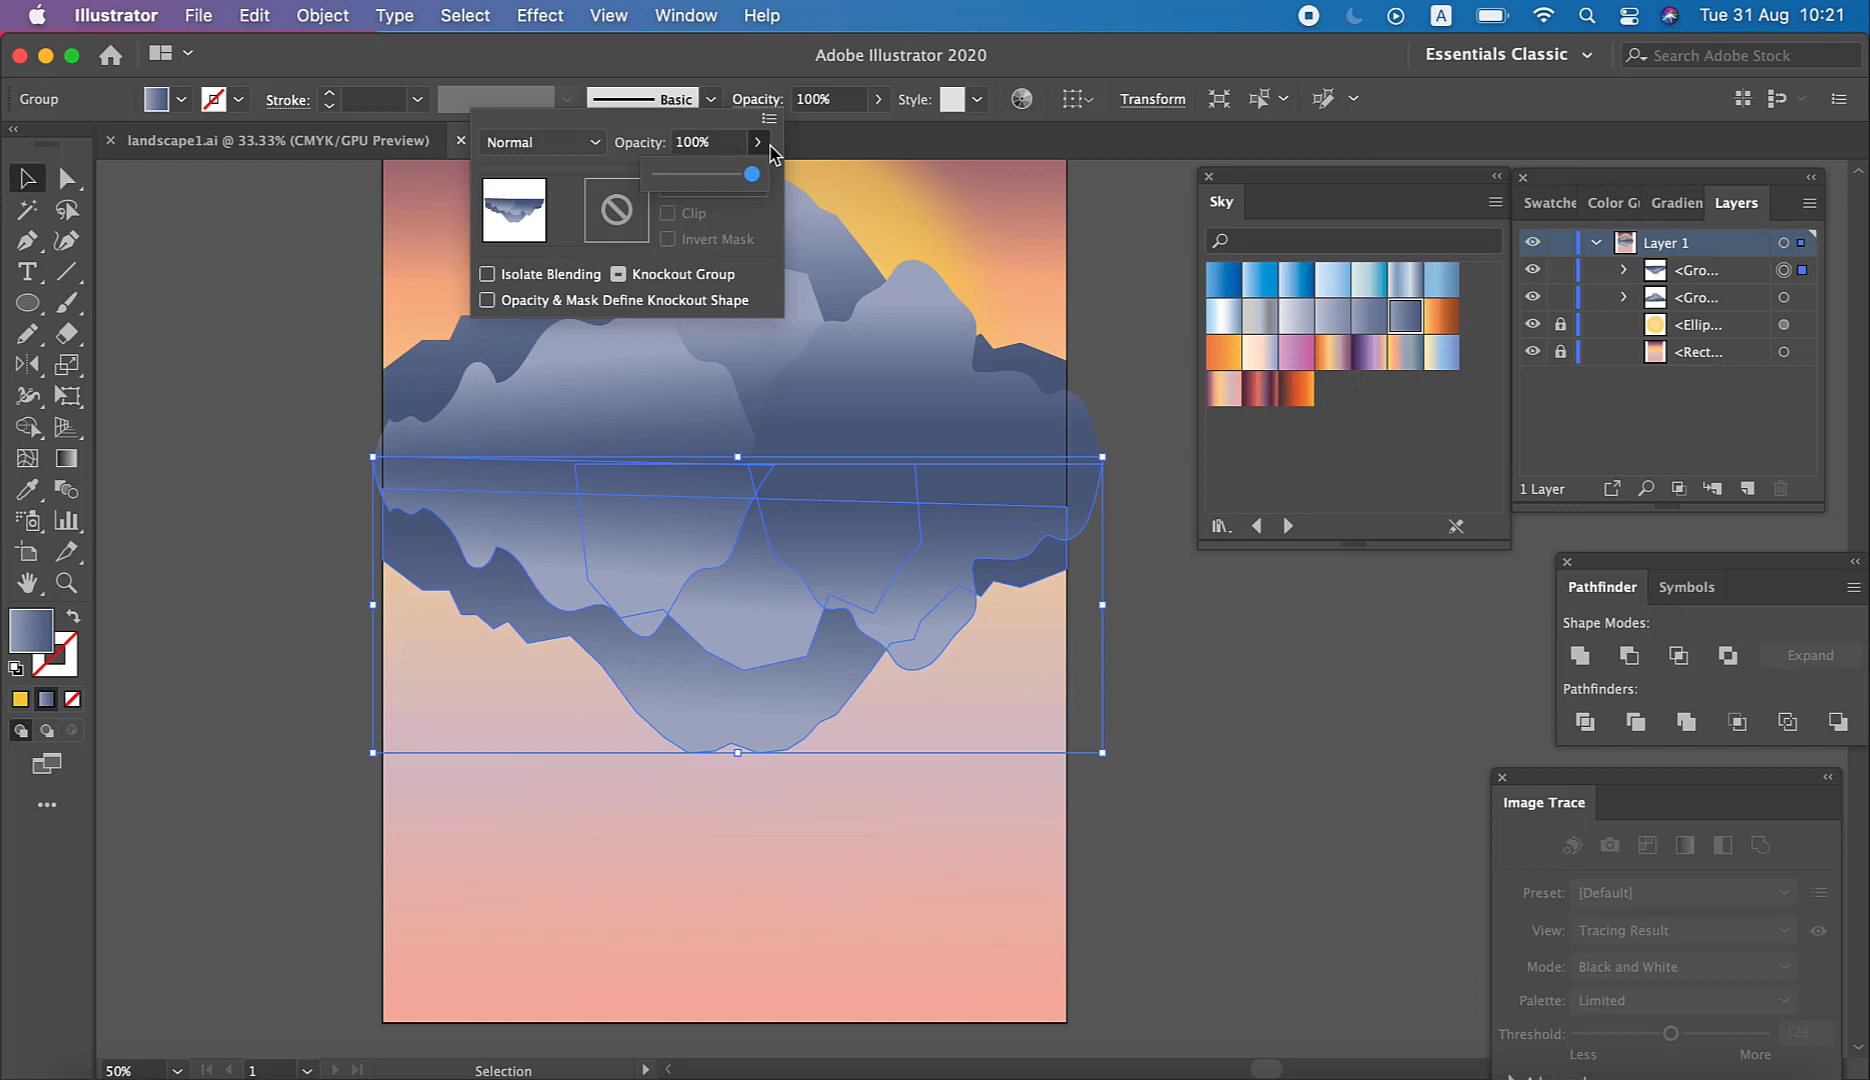 Illustrator File Edit Object Type Select Effect View Window Help A Tue 31 Aug 10:21
Adobe Illustrator 2020 Essentials Classic Search Adobe Stock
Group Stroke: Basic Opacity: 100% Style: Transform
landscape1.ai @ 33.33% (CMYK/GPU Preview)
Normal Opacity: 100%
Clip
Invert Mask
Isolate Blending Knockout Group
Opacity & Mask Define Knockout Shape
Sky
Swatche Color Gu Gradien Layers
Layer 1
<Gro...
<Gro...
<Ellip...
<Rect...
1 Layer
Pathfinder Symbols
Shape Modes:
Expand
Pathfinders:
Image Trace
Preset: [Default]
View: Tracing Result
Mode: Black and White
Palette: Limited
Threshold: 128
Less More
50% 1 Selection